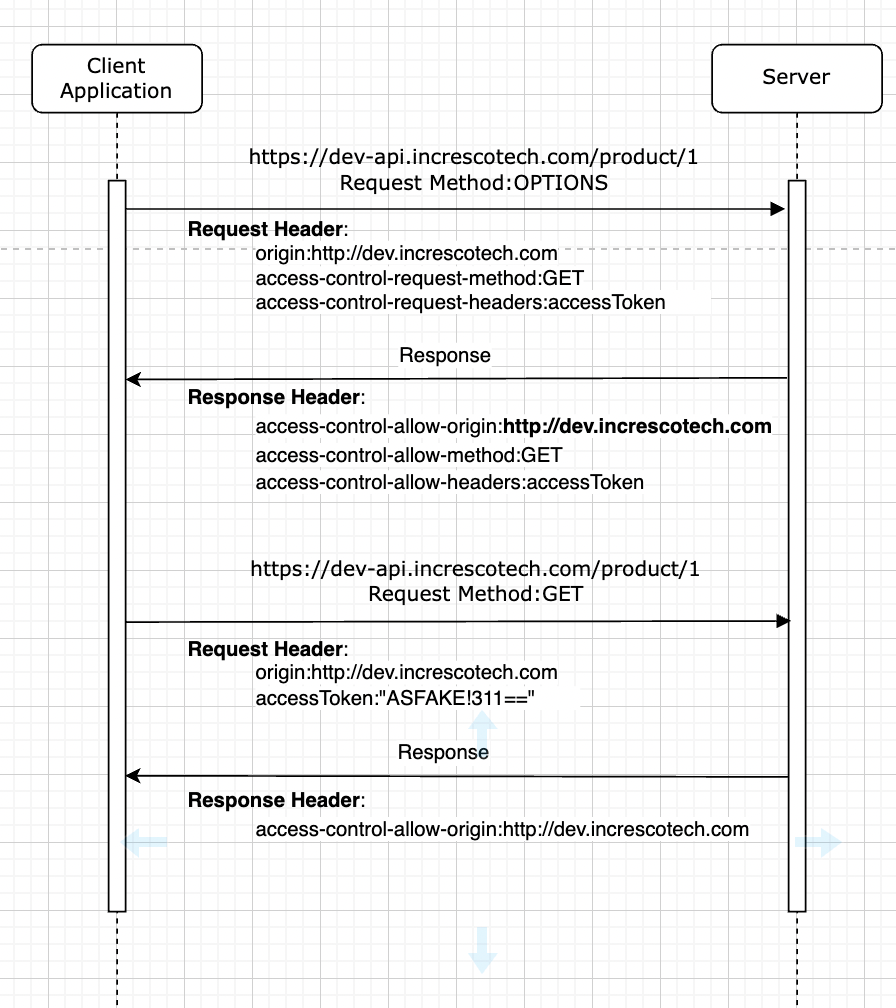 Client
Application
Server
https://dev-api.increscotech.com/product/1
Request Method:OPTIONS
Request Header:
origin:http://dev.increscotech.com
access-control-request-method:GET
access-control-request-headers:accessToken
Response
Response Header:
access-control-allow-origin:http://dev.increscotech.com
access-control-allow-method:GET
access-control-allow-headers:accessToken
https://dev-api.increscotech.com/product/1
Request Method:GET
Request Header:
origin:http://dev.increscotech.com
accessToken:"ASFAKE!311=="
Response
Response Header:
access-control-allow-origin:http://dev.increscotech.com